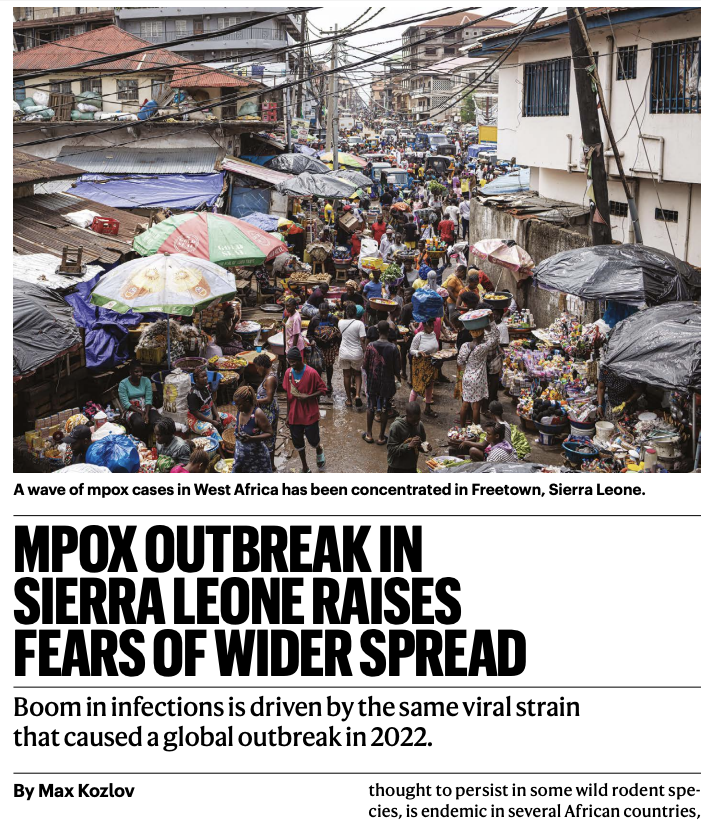 A wave of mpox cases in West Africa has been concentrated in Freetown, Sierra Leone.
MPOX OUTBREAK IN
SIERRA LEONE RAISES
FEARS OF WIDER SPREAD
Boom in infections is driven by the same viral strain
that caused a global outbreak in 2022.
By Max Kozlov
thought to persist in some wild rodent spe-
cies, is endemic in several African countries,